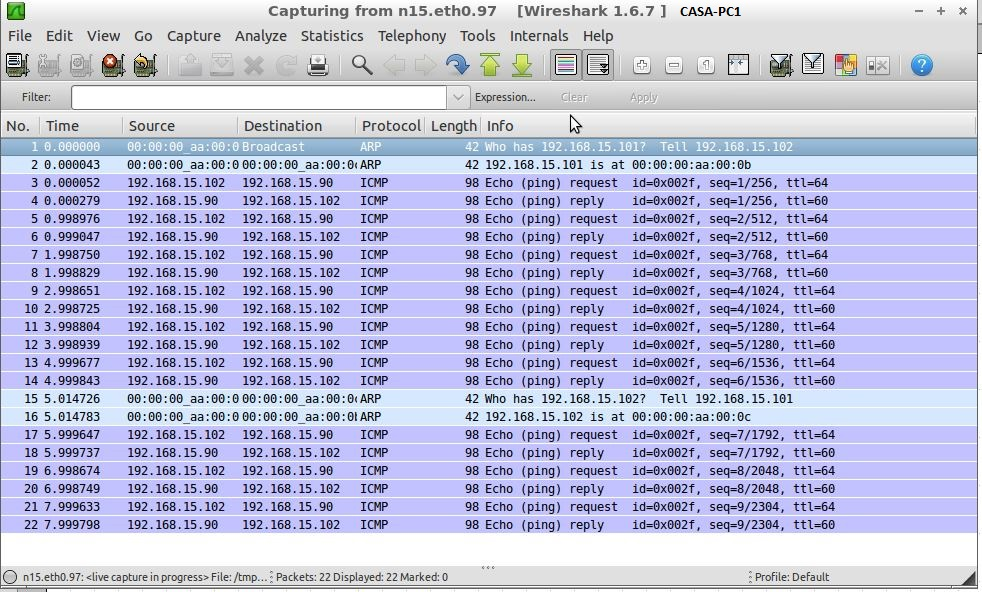 Capturing from n15.eth0.97 [Wireshark 1.6.7 ] CASA-PC1
File Edit View Go Capture Analyze Statistics Telephony Tools Internals Help
Filter: Expression... Clear Apply
No. Time Source Destination Protocol Length Info
1 0.000000 00:00:00_aa:00:0 Broadcast ARP 42 Who has 192.168.15.101? Tell 192.168.15.102
2 0.000043 00:00:00_aa:00:0 00:00:00_aa:00:0 ARP 42 192.168.15.101 is at 00:00:00:aa:00:0b
3 0.000052 192.168.15.102 192.168.15.90 ICMP 98 Echo (ping) request id=0x002f, seq=1/256, ttl=64
4 0.000279 192.168.15.90 192.168.15.102 ICMP 98 Echo (ping) reply id=0x002f, seq=1/256, ttl=60
5 0.998976 192.168.15.102 192.168.15.90 ICMP 98 Echo (ping) request id=0x002f, seq=2/512, ttl=64
6 0.999047 192.168.15.90 192.168.15.102 ICMP 98 Echo (ping) reply id=0x002f, seq=2/512, ttl=60
7 1.998750 192.168.15.102 192.168.15.90 ICMP 98 Echo (ping) request id=0x002f, seq=3/768, ttl=64
8 1.998829 192.168.15.90 192.168.15.102 ICMP 98 Echo (ping) reply id=0x002f, seq=3/768, ttl=60
9 2.998651 192.168.15.102 192.168.15.90 ICMP 98 Echo (ping) request id=0x002f, seq=4/1024, ttl=64
10 2.998725 192.168.15.90 192.168.15.102 ICMP 98 Echo (ping) reply id=0x002f, seq=4/1024, ttl=60
11 3.998804 192.168.15.102 192.168.15.90 ICMP 98 Echo (ping) request id=0x002f, seq=5/1280, ttl=64
12 3.998939 192.168.15.90 192.168.15.102 ICMP 98 Echo (ping) reply id=0x002f, seq=5/1280, ttl=60
13 4.999677 192.168.15.102 192.168.15.90 ICMP 98 Echo (ping) request id=0x002f, seq=6/1536, ttl=64
14 4.999843 192.168.15.90 192.168.15.102 ICMP 98 Echo (ping) reply id=0x002f, seq=6/1536, ttl=60
15 5.014726 00:00:00_aa:00:0 00:00:00_aa:00:0 ARP 42 Who has 192.168.15.102? Tell 192.168.15.101
16 5.014783 00:00:00_aa:00:0 00:00:00_aa:00:0 ARP 42 192.168.15.102 is at 00:00:00:aa:00:0c
17 5.999647 192.168.15.102 192.168.15.90 ICMP 98 Echo (ping) request id=0x002f, seq=7/1792, ttl=64
18 5.999737 192.168.15.90 192.168.15.102 ICMP 98 Echo (ping) reply id=0x002f, seq=7/1792, ttl=60
19 6.998674 192.168.15.102 192.168.15.90 ICMP 98 Echo (ping) request id=0x002f, seq=8/2048, ttl=64
20 6.998749 192.168.15.90 192.168.15.102 ICMP 98 Echo (ping) reply id=0x002f, seq=8/2048, ttl=60
21 7.999633 192.168.15.102 192.168.15.90 ICMP 98 Echo (ping) request id=0x002f, seq=9/2304, ttl=64
22 7.999798 192.168.15.90 192.168.15.102 ICMP 98 Echo (ping) reply id=0x002f, seq=9/2304, ttl=60
n15.eth0.97: <live capture in progress> File: /tmp... Packets: 22 Displayed: 22 Marked: 0 Profile: Default